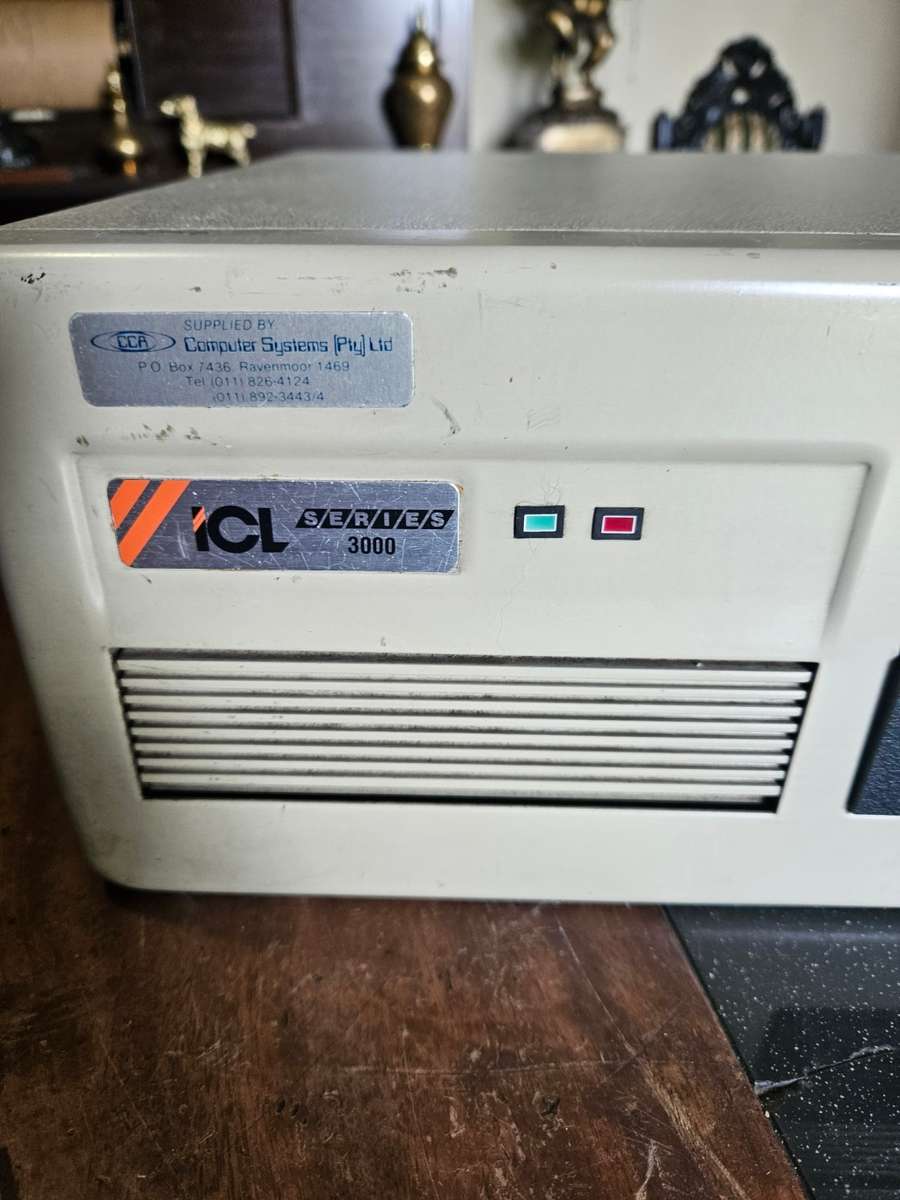 SUPPLIED BY
CCA Computer Systems (Pty) Ltd
P.O. Box 7436, Ravenmoor 1469
Tel (011) 826-4124
(011) 892-3443/4
ICL SERIES
3000